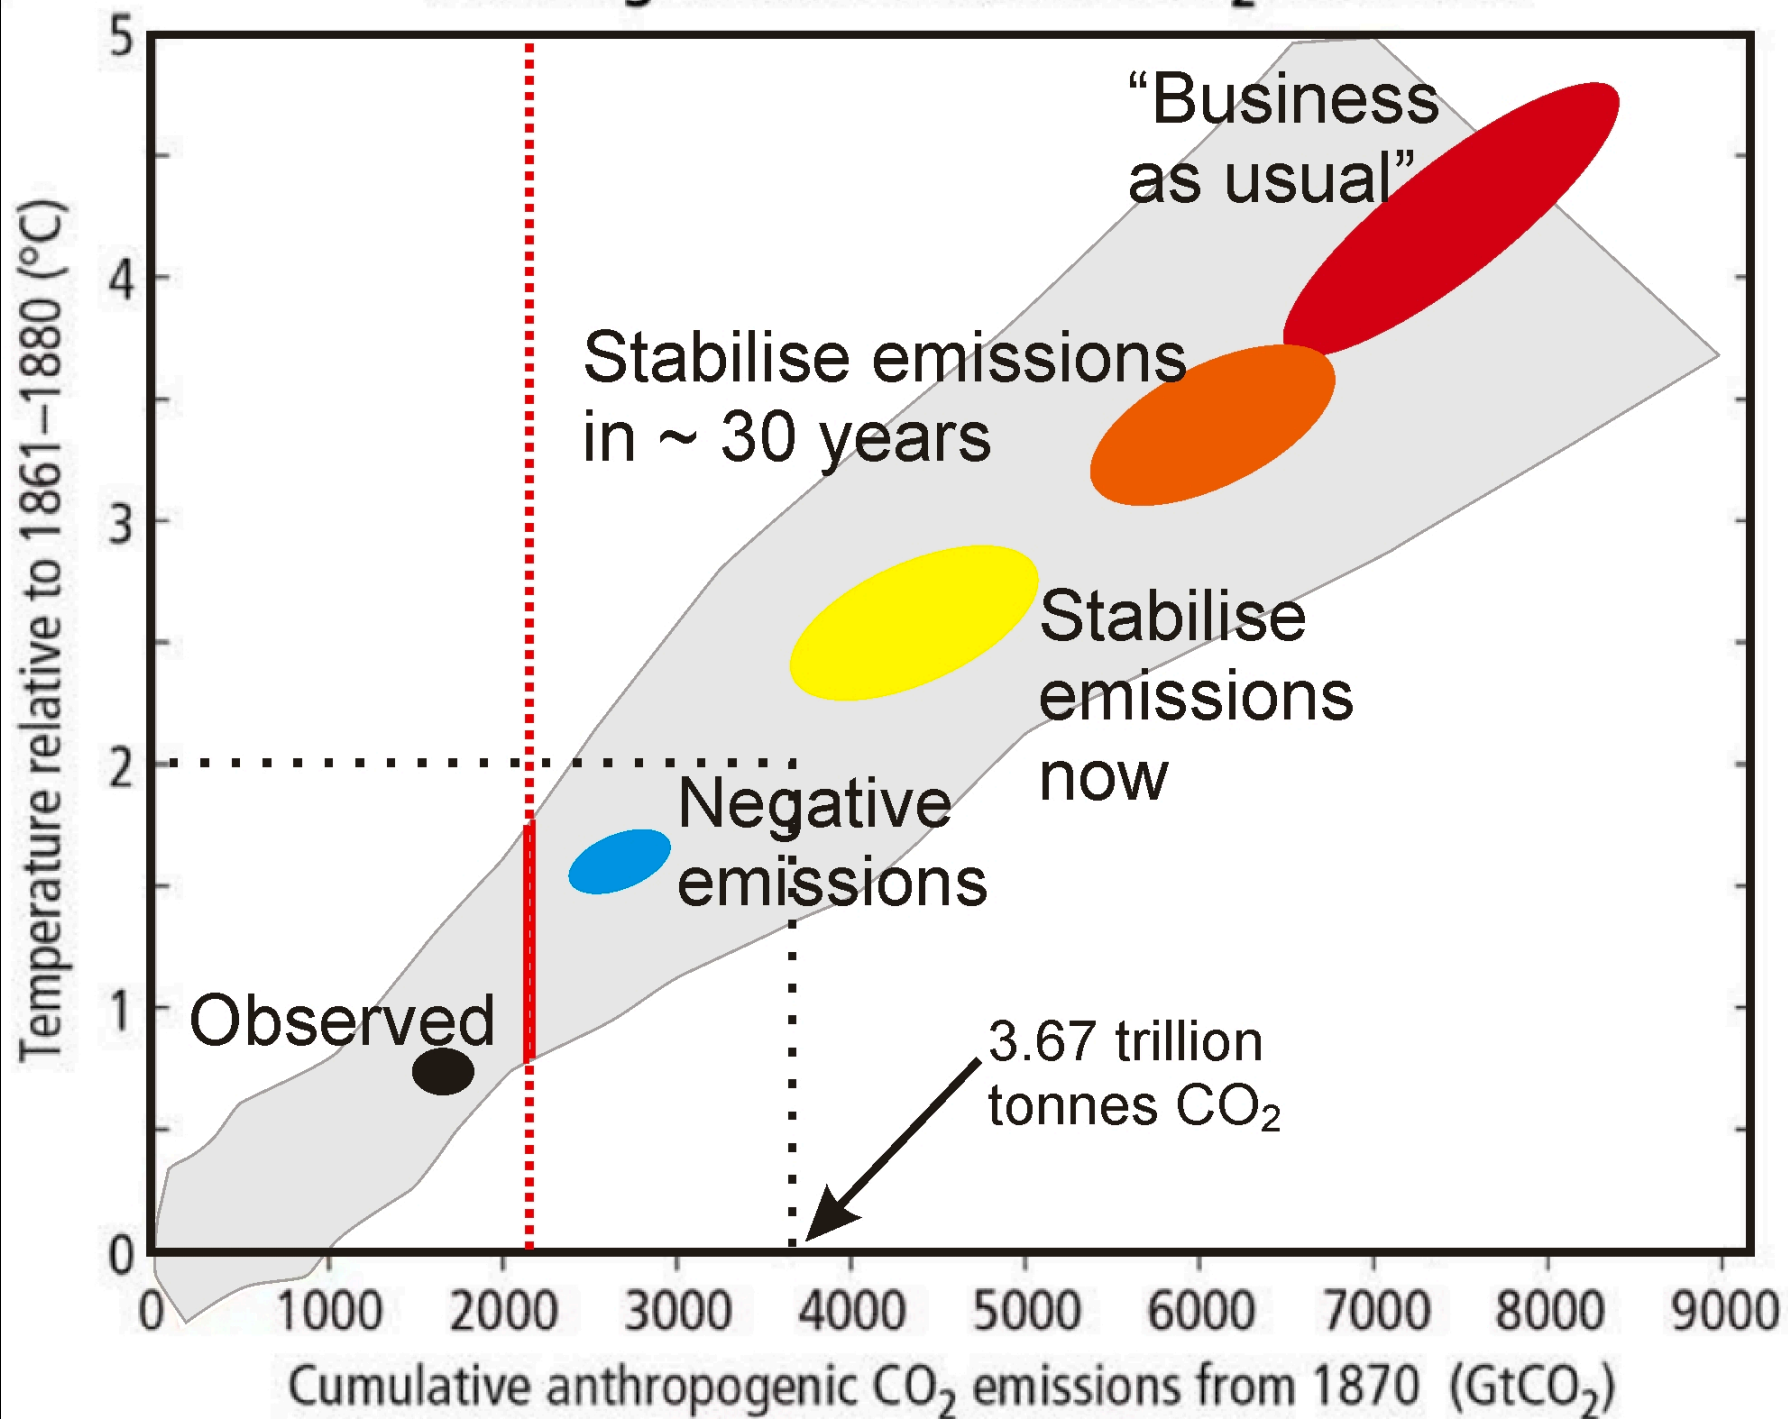 5
4
3
2
1
0
Temperature relative to 1861–1880 (°C)
“Business
as usual”
Stabilise emissions
in ~ 30 years
Stabilise
emissions
now
Negative
emissions
Observed
3.67 trillion
tonnes CO₂
0 1000 2000 3000 4000 5000 6000 7000 8000 9000
Cumulative anthropogenic CO₂ emissions from 1870 (GtCO₂)